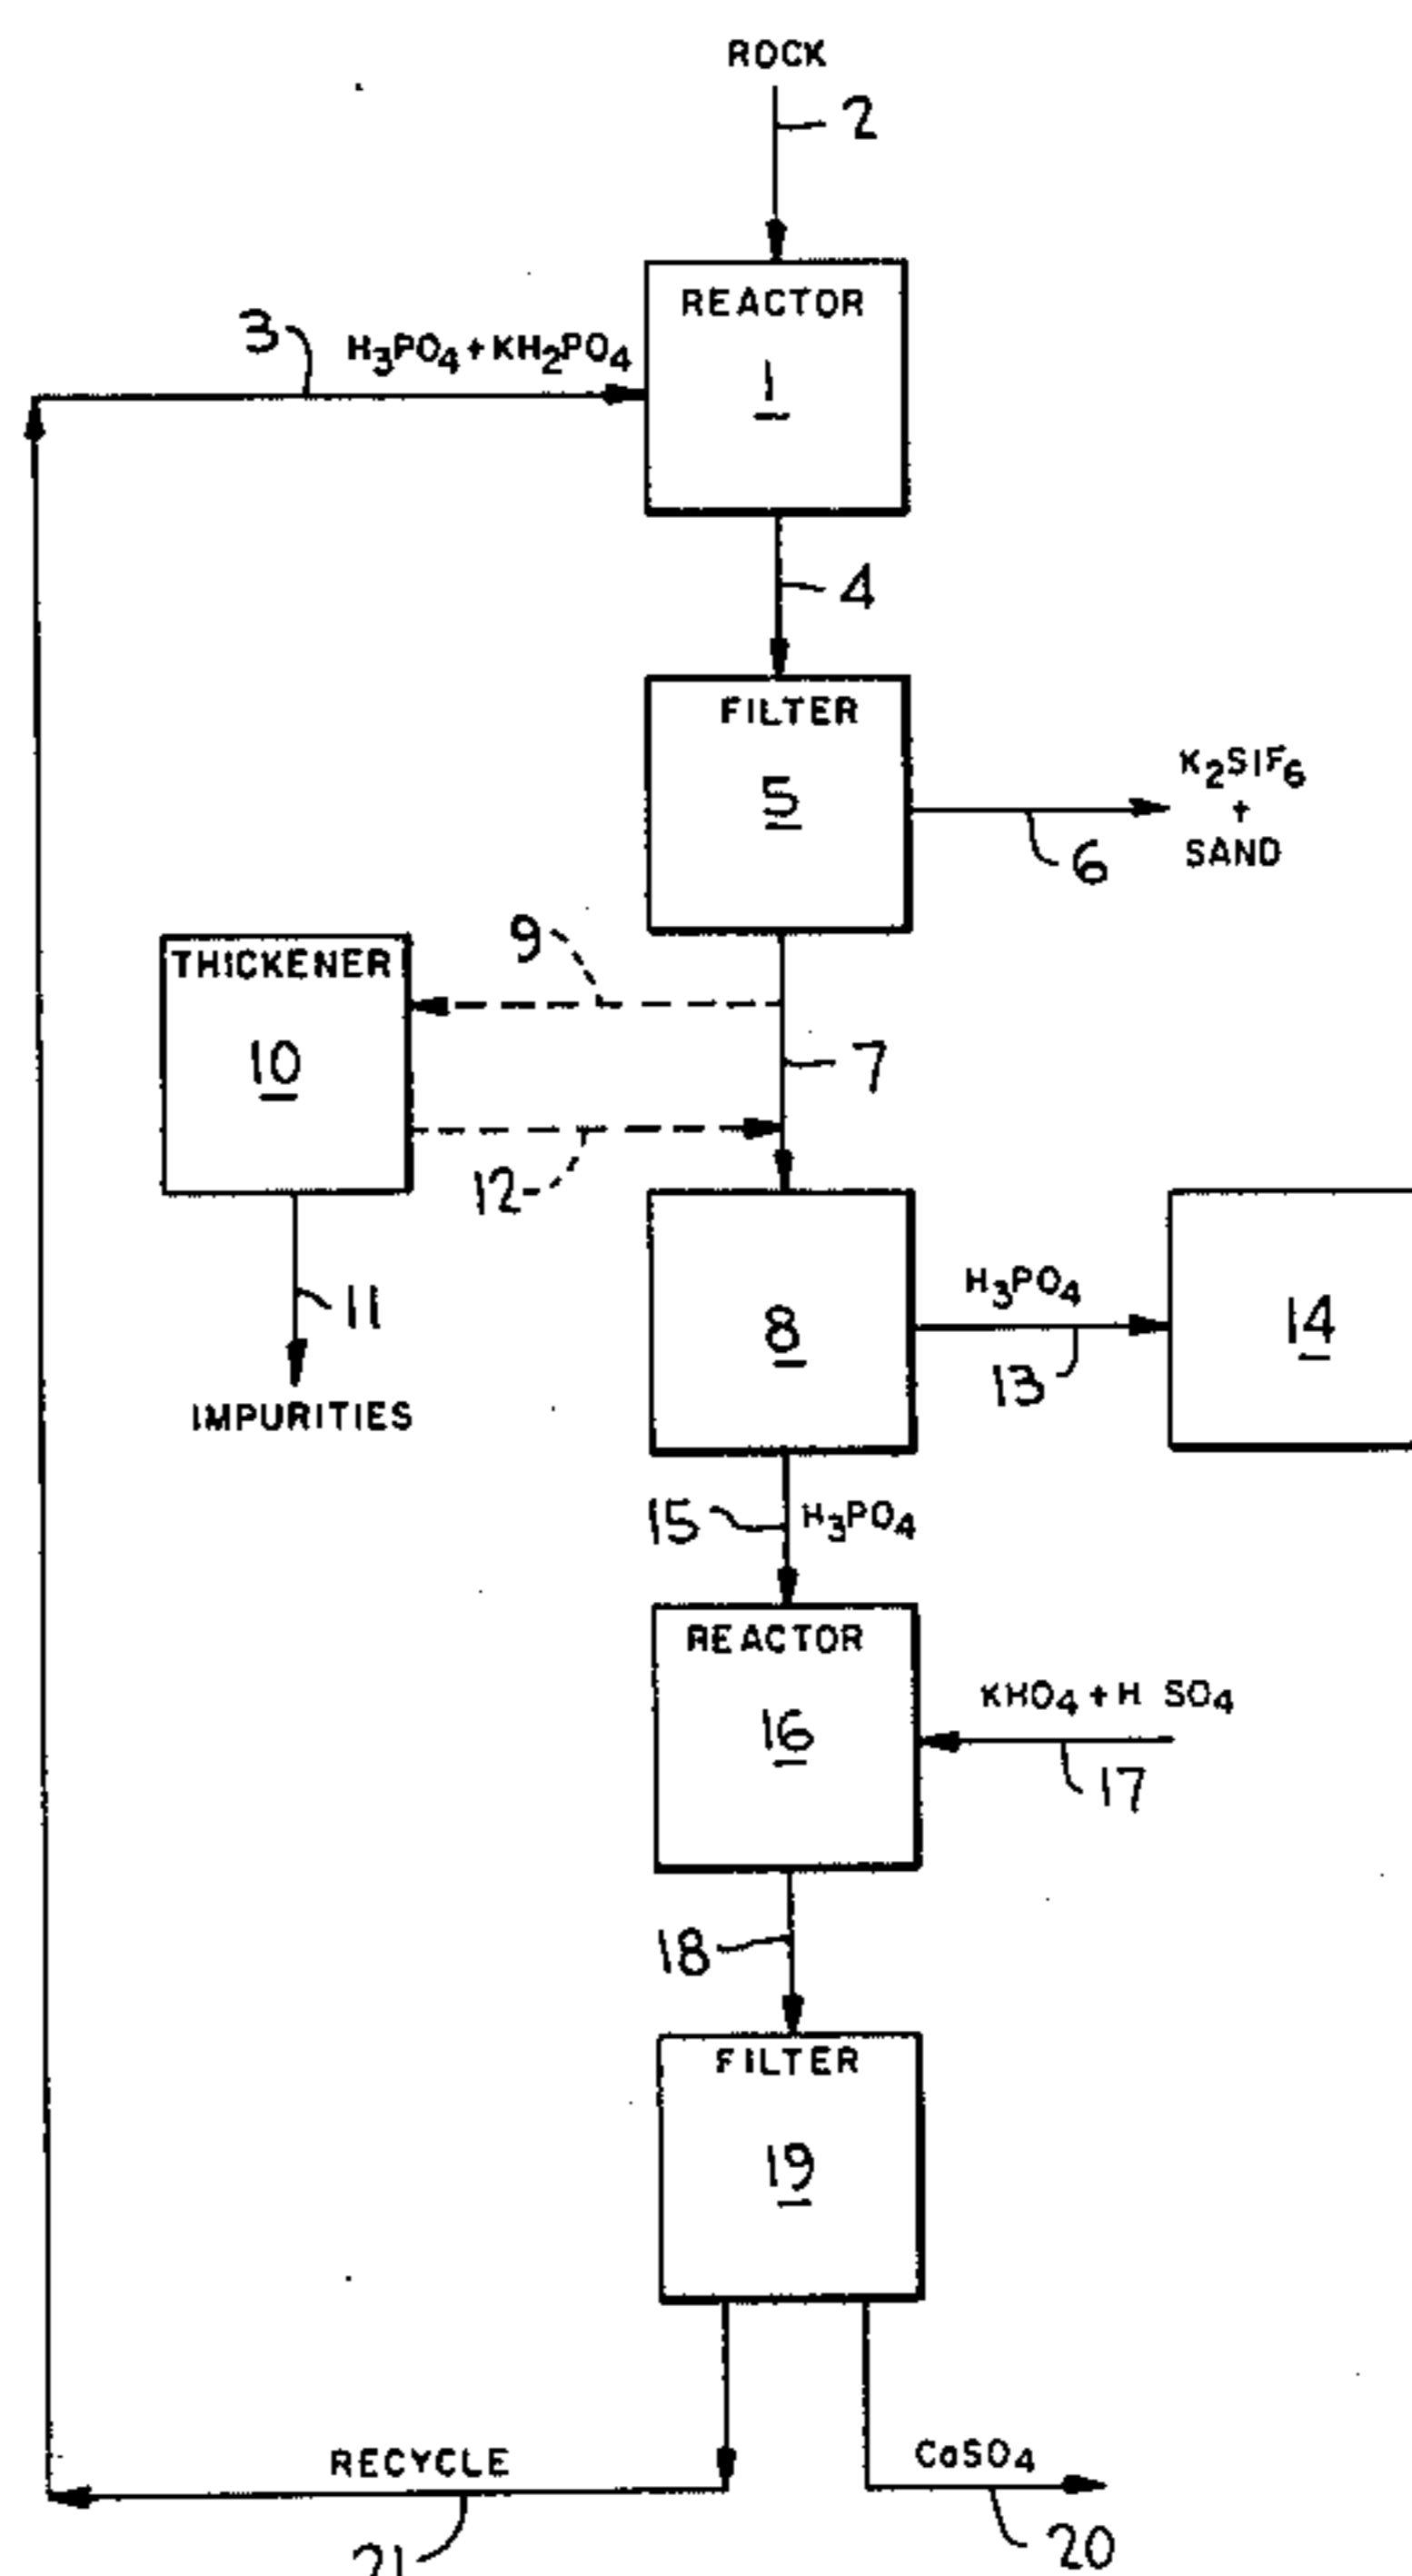 ROCK
2
REACTOR
1
3
H3PO4+KH2PO4
4
FILTER
5
K2SIF6
+
SAND
6
9
THICKENER
10
7
12
11
IMPURITIES
8
H3PO4
13
14
15
H3PO4
REACTOR
16
KHO4+H SO4
17
18
FILTER
19
RECYCLE
21
CaSO4
20